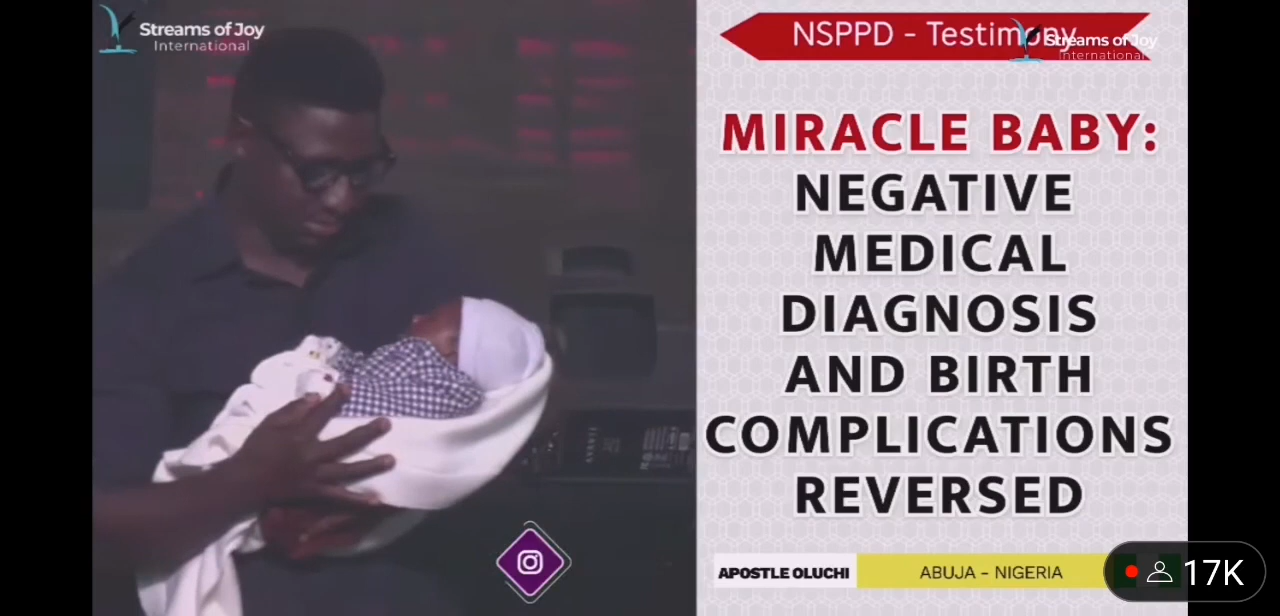 Streams of Joy
International
NSPPD - Testimony
Streams of Joy
International
MIRACLE BABY:
NEGATIVE
MEDICAL
DIAGNOSIS
AND BIRTH
COMPLICATIONS
REVERSED
APOSTLE OLUCHI
ABUJA - NIGERIA
17K